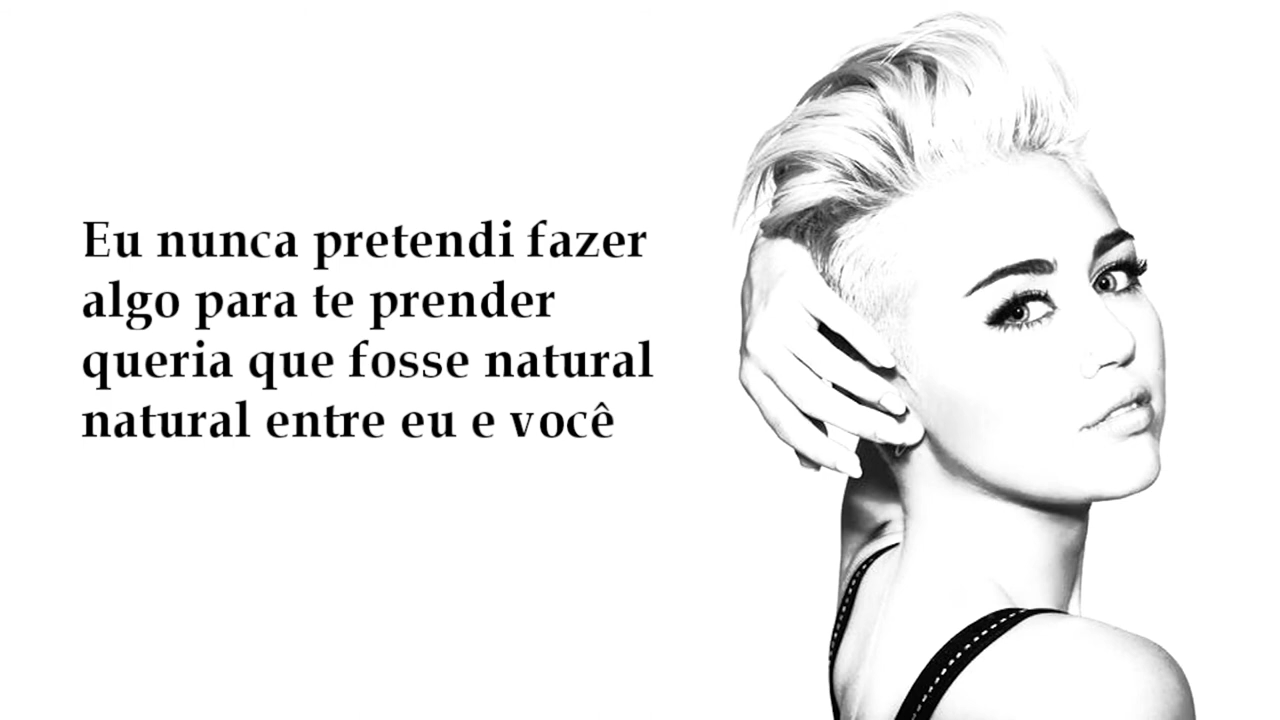 Eu nunca pretendi fazer
algo para te prender
queria que fosse natural
natural entre eu e você